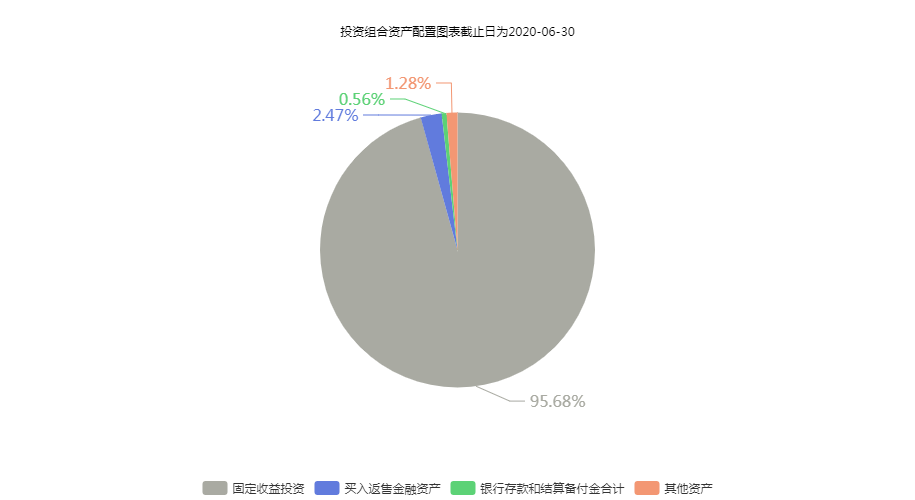 投资组合资产配置图表截止日为2020-06-30
1.28%
0.56%
2.47%
95.68%
固定收益投资 买入返售金融资产 银行存款和结算备付金合计 其他资产